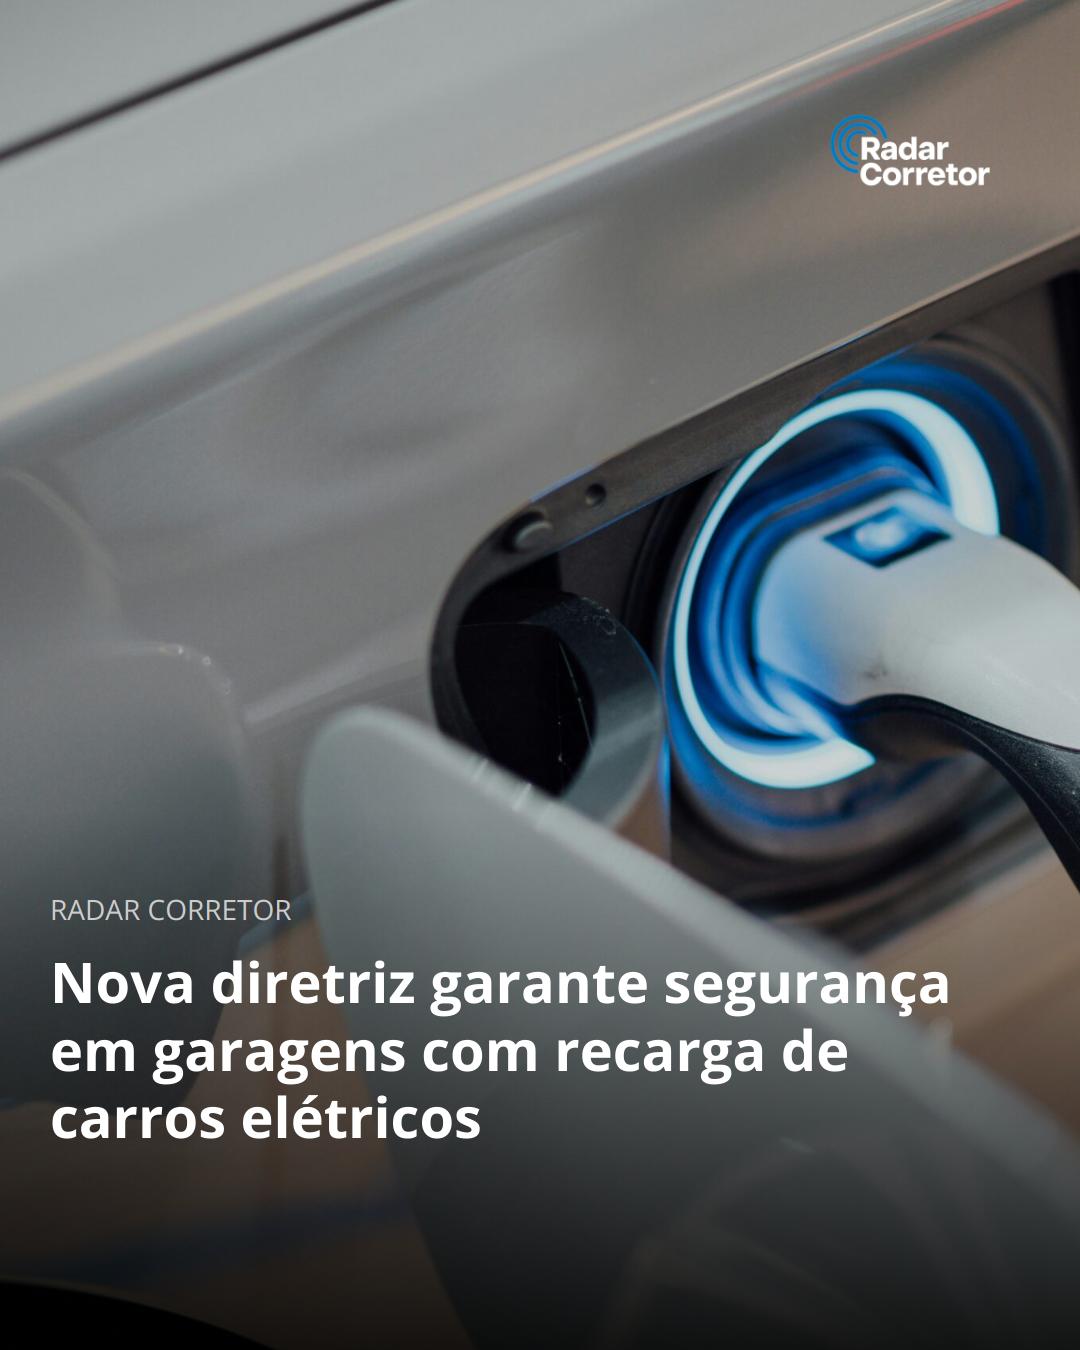 Radar
Corretor
RADAR CORRETOR
Nova diretriz garante segurança
em garagens com recarga de
carros elétricos